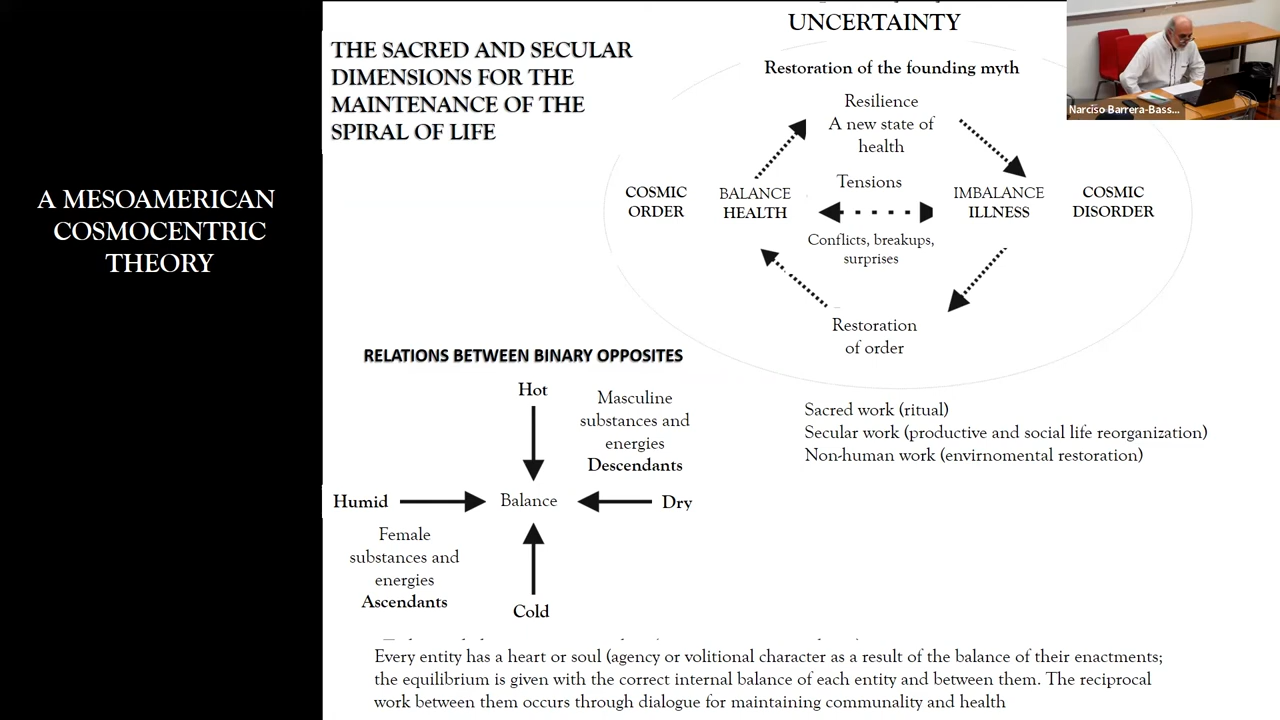 A MESOAMERICAN
COSMOCENTRIC
THEORY
THE SACRED AND SECULAR
DIMENSIONS FOR THE
MAINTENANCE OF THE
SPIRAL OF LIFE
UNCERTAINTY
Restoration of the founding myth
Resilience
A new state of
health
COSMIC
ORDER
BALANCE
HEALTH
Tensions
Conflicts, breakups,
surprises
IMBALANCE
ILLNESS
COSMIC
DISORDER
Restoration
of order
Narciso Barrera-Bass...
RELATIONS BETWEEN BINARY OPPOSITES
Hot
Masculine
substances and
energies
Descendants
Humid
Balance
Dry
Female
substances and
energies
Ascendants
Cold
Sacred work (ritual)
Secular work (productive and social life reorganization)
Non-human work (envirnomental restoration)
Every entity has a heart or soul (agency or volitional character as a result of the balance of their enactments;
the equilibrium is given with the correct internal balance of each entity and between them. The reciprocal
work between them occurs through dialogue for maintaining communality and health